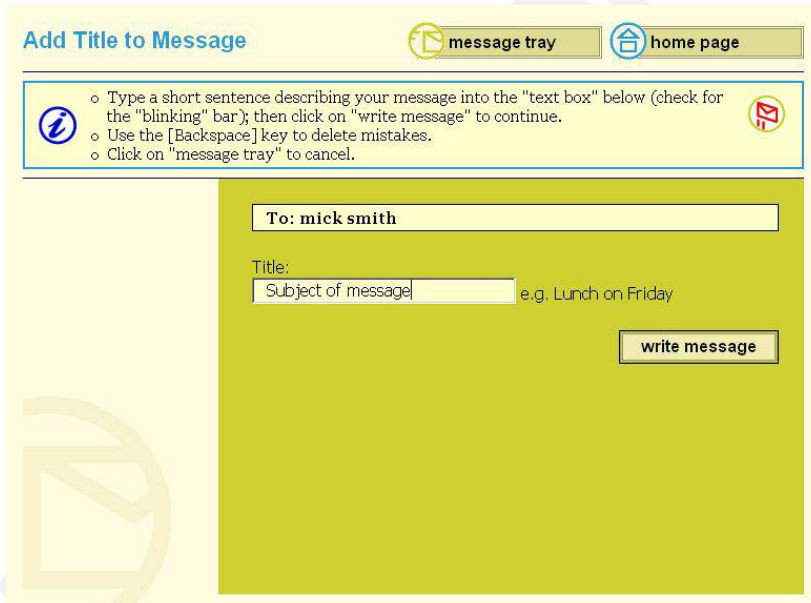 Add Title to Message
message tray
home page
o Type a short sentence describing your message into the "text box" below (check for
the "blinking" bar); then click on "write message" to continue.
o Use the [Backspace] key to delete mistakes.
o Click on "message tray" to cancel.
To: mick smith
Title:
Subject of message
e.g. Lunch on Friday
write message